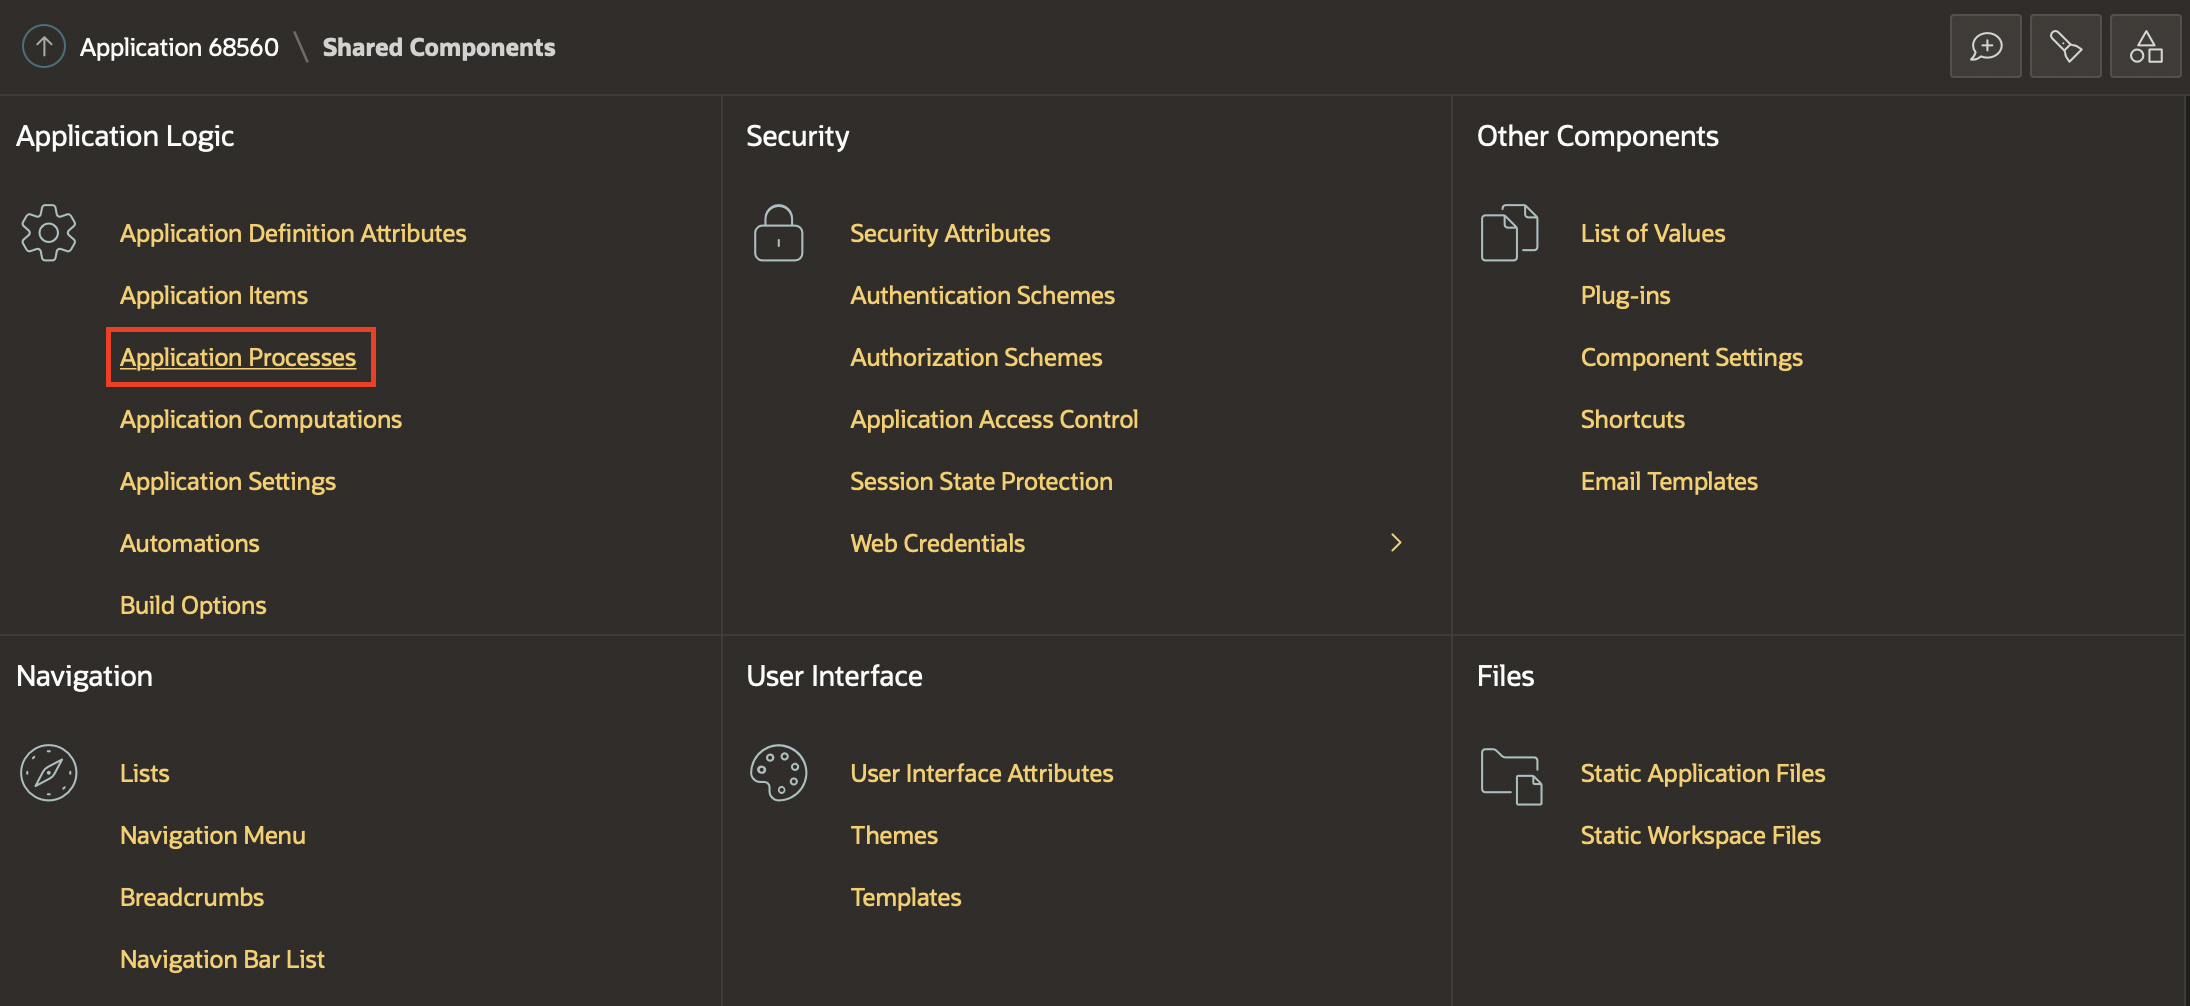 Application 68560 \ Shared Components
Application Logic
Application Definition Attributes
Application Items
Application Processes
Application Computations
Application Settings
Automations
Build Options
Security
Security Attributes
Authentication Schemes
Authorization Schemes
Application Access Control
Session State Protection
Web Credentials
Other Components
List of Values
Plug-ins
Component Settings
Shortcuts
Email Templates
Navigation
Lists
Navigation Menu
Breadcrumbs
Navigation Bar List
User Interface
User Interface Attributes
Themes
Templates
Files
Static Application Files
Static Workspace Files